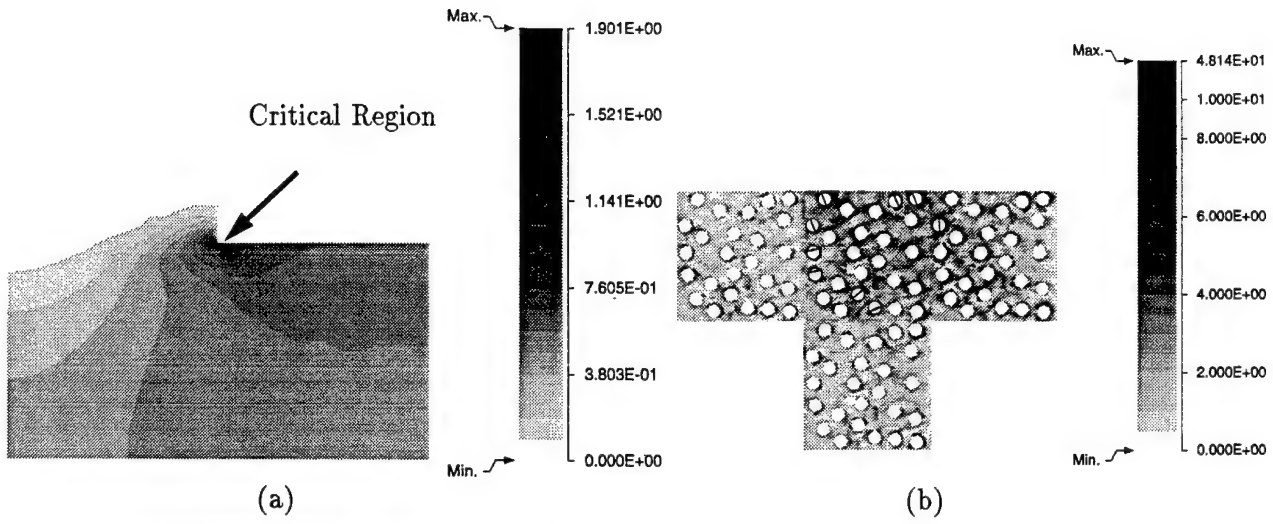 Max.
1.901E+00
1.521E+00
1.141E+00
7.605E-01
3.803E-01
0.000E+00
Min.
Critical Region
(a)
Max.
4.814E+01
1.000E+01
8.000E+00
6.000E+00
4.000E+00
2.000E+00
0.000E+00
Min.
(b)